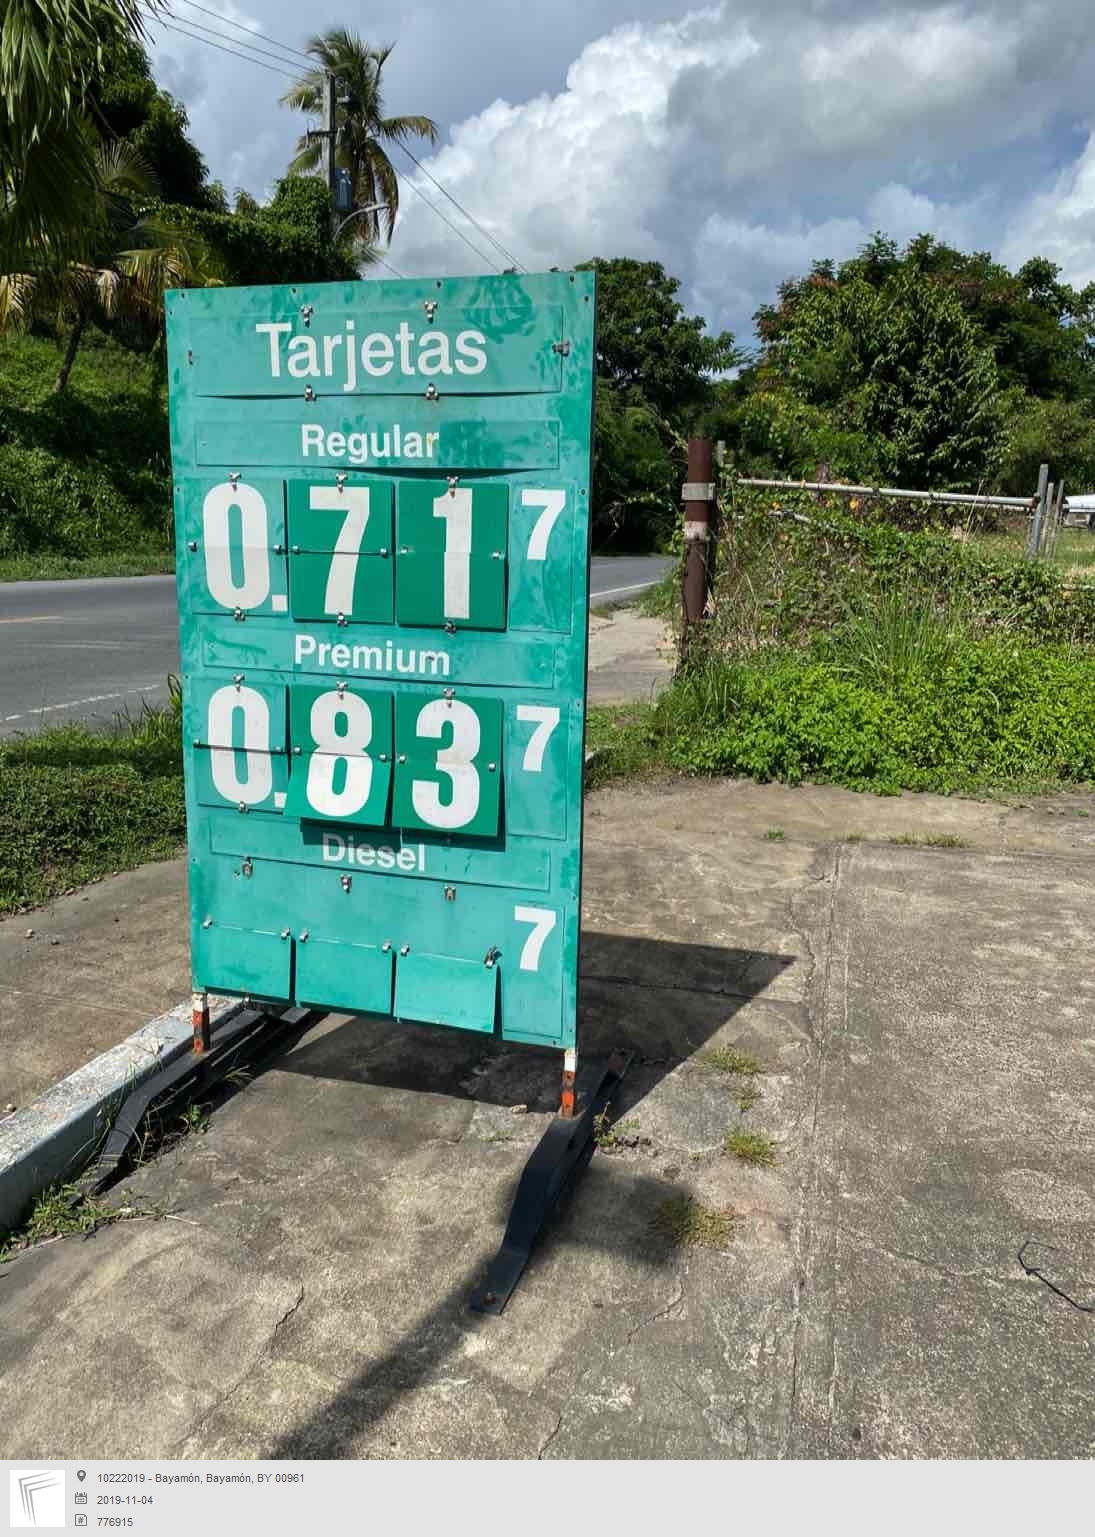 Tarjetas
Regular
0.717
Premium
0.837
Diesel
7
10222019 - Bayamón, Bayamón, BY 00961
2019-11-04
# 776915